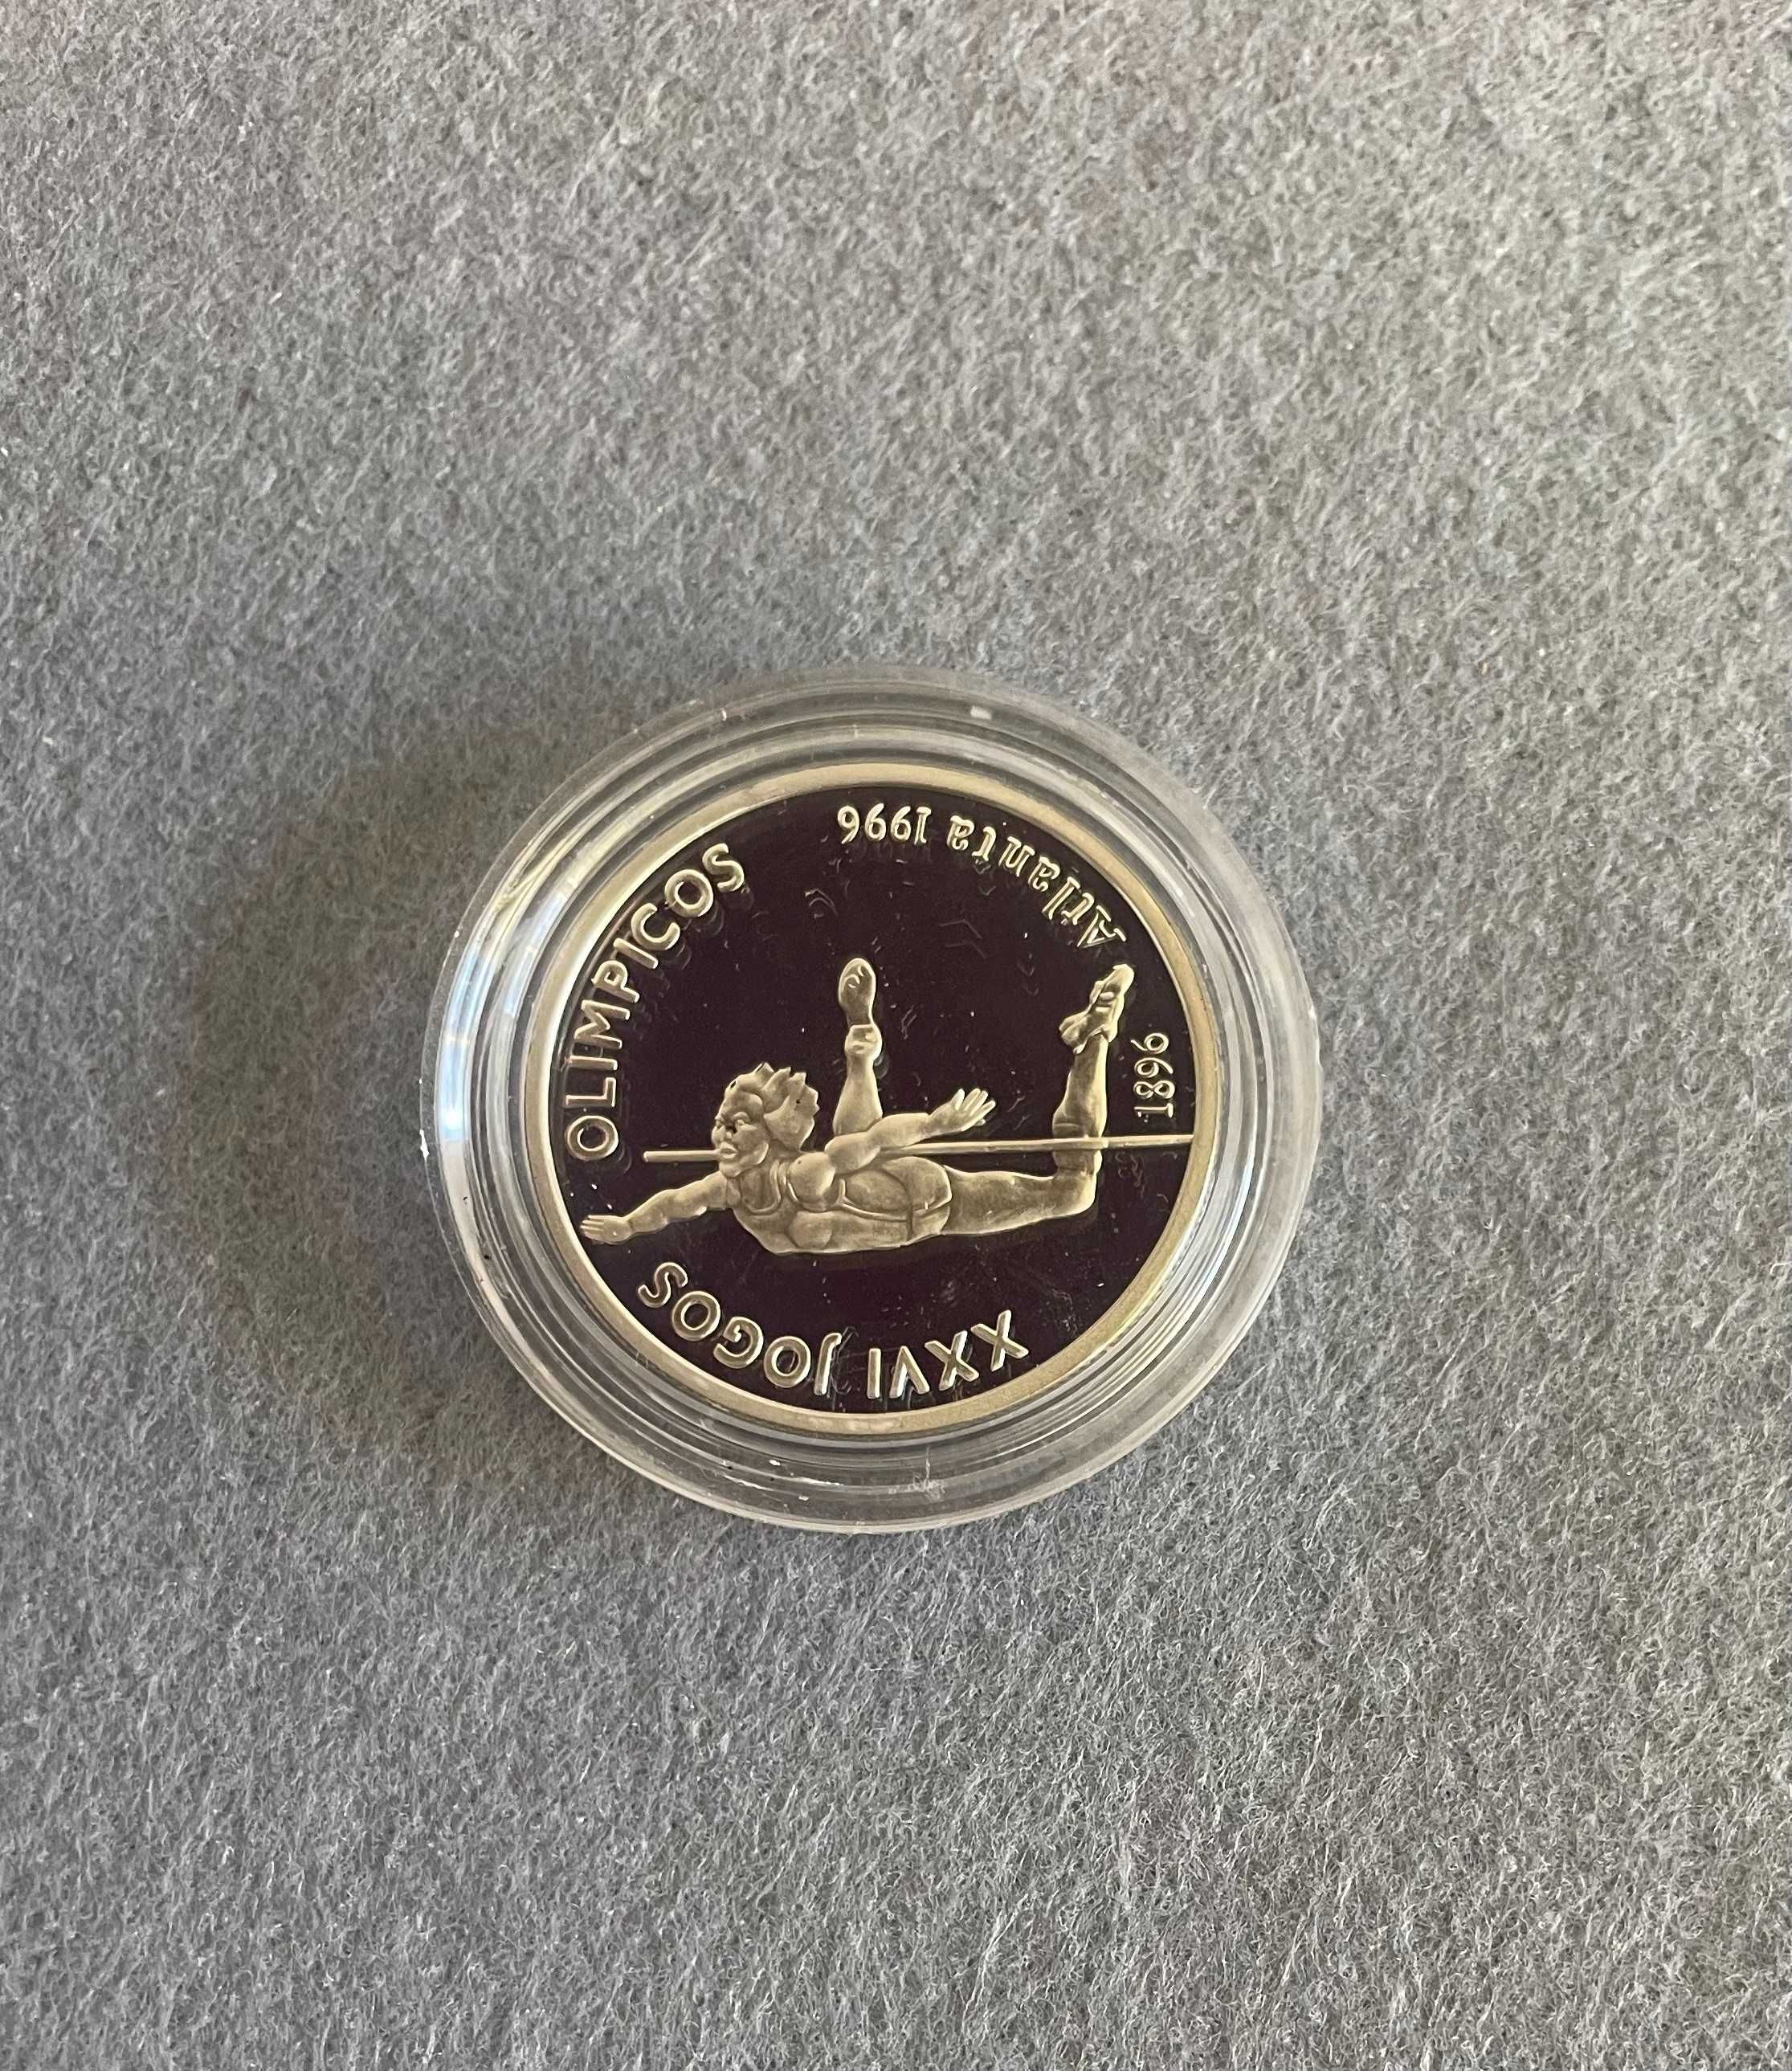 XXVI JOGOS OLIMPICOS
1896
Atlanta 1996